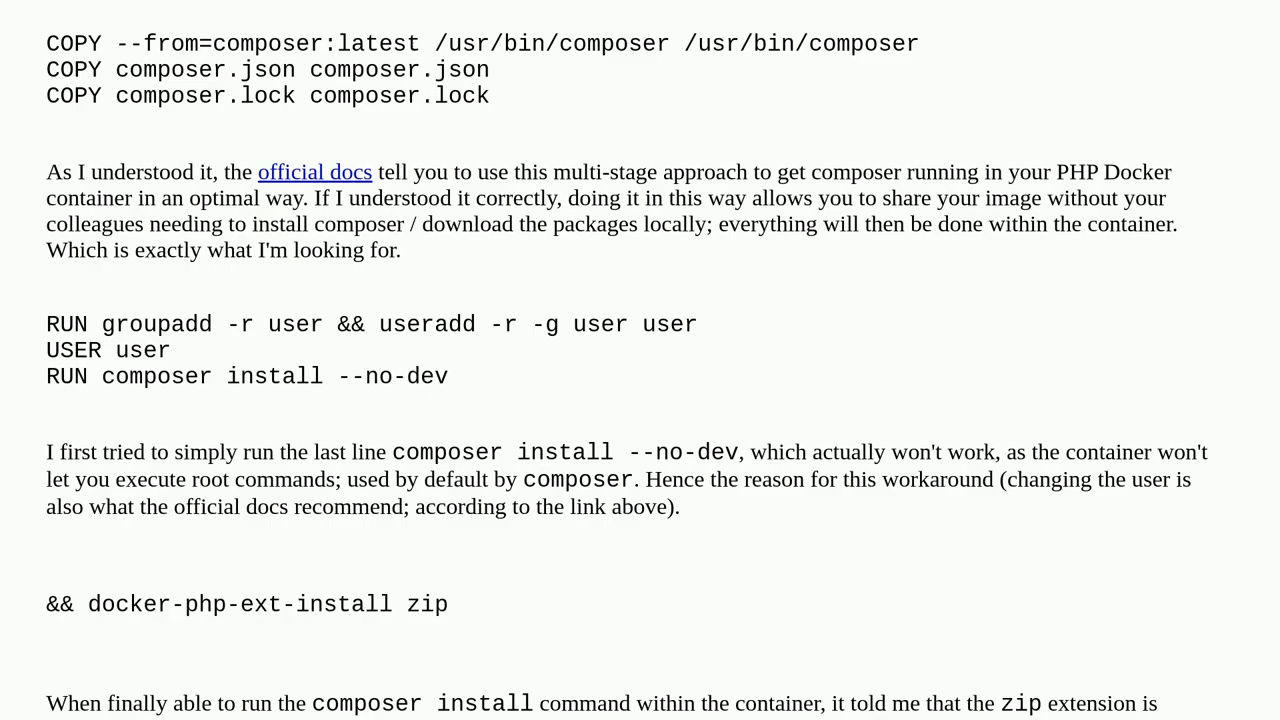 COPY --from=composer:latest /usr/bin/composer /usr/bin/composer
COPY composer.json composer.json
COPY composer.lock composer.lock
As I understood it, the official docs tell you to use this multi-stage approach to get composer running in your PHP Docker
container in an optimal way. If I understood it correctly, doing it in this way allows you to share your image without your
colleagues needing to install composer / download the packages locally; everything will then be done within the container.
Which is exactly what I'm looking for.
RUN groupadd -r user && useradd -r -g user user
USER user
RUN composer install --no-dev
I first tried to simply run the last line composer install --no-dev, which actually won't work, as the container won't
let you execute root commands; used by default by composer. Hence the reason for this workaround (changing the user is
also what the official docs recommend; according to the link above).
&& docker-php-ext-install zip
When finally able to run the composer install command within the container, it told me that the zip extension is